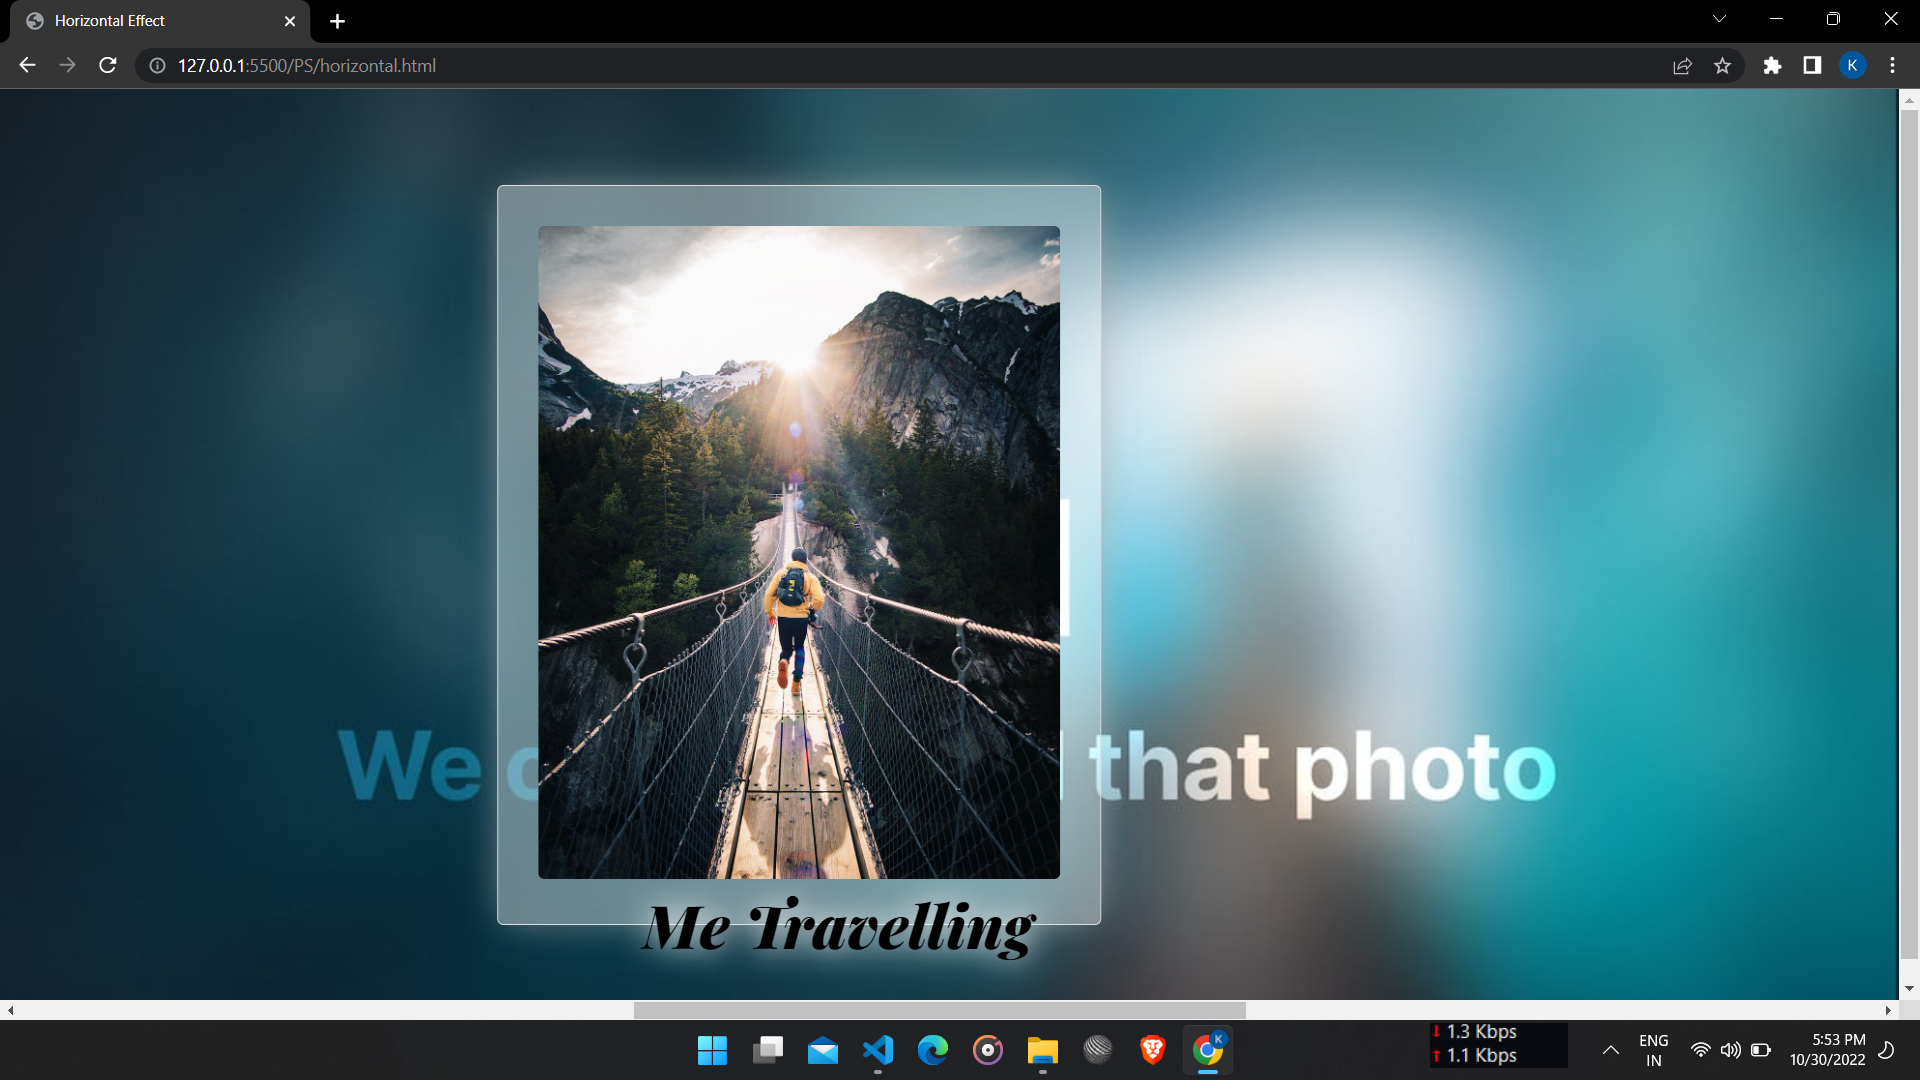 Horizontal Effect
127.0.0.1:5500/PS/horizontal.html
K
We that photo
Me Travelling
K
1.3 Kbps
1.1 Kbps
ENG
IN
5:53 PM
10/30/2022